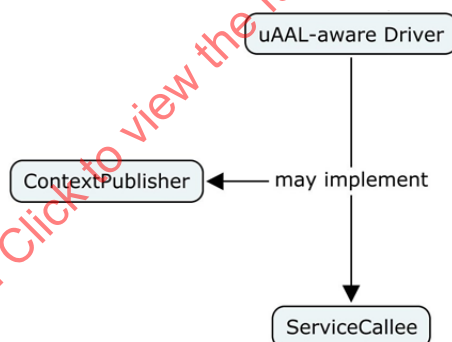 uAAL-aware Driver
ContextPublisher
may implement
ServiceCallee
Click to view the